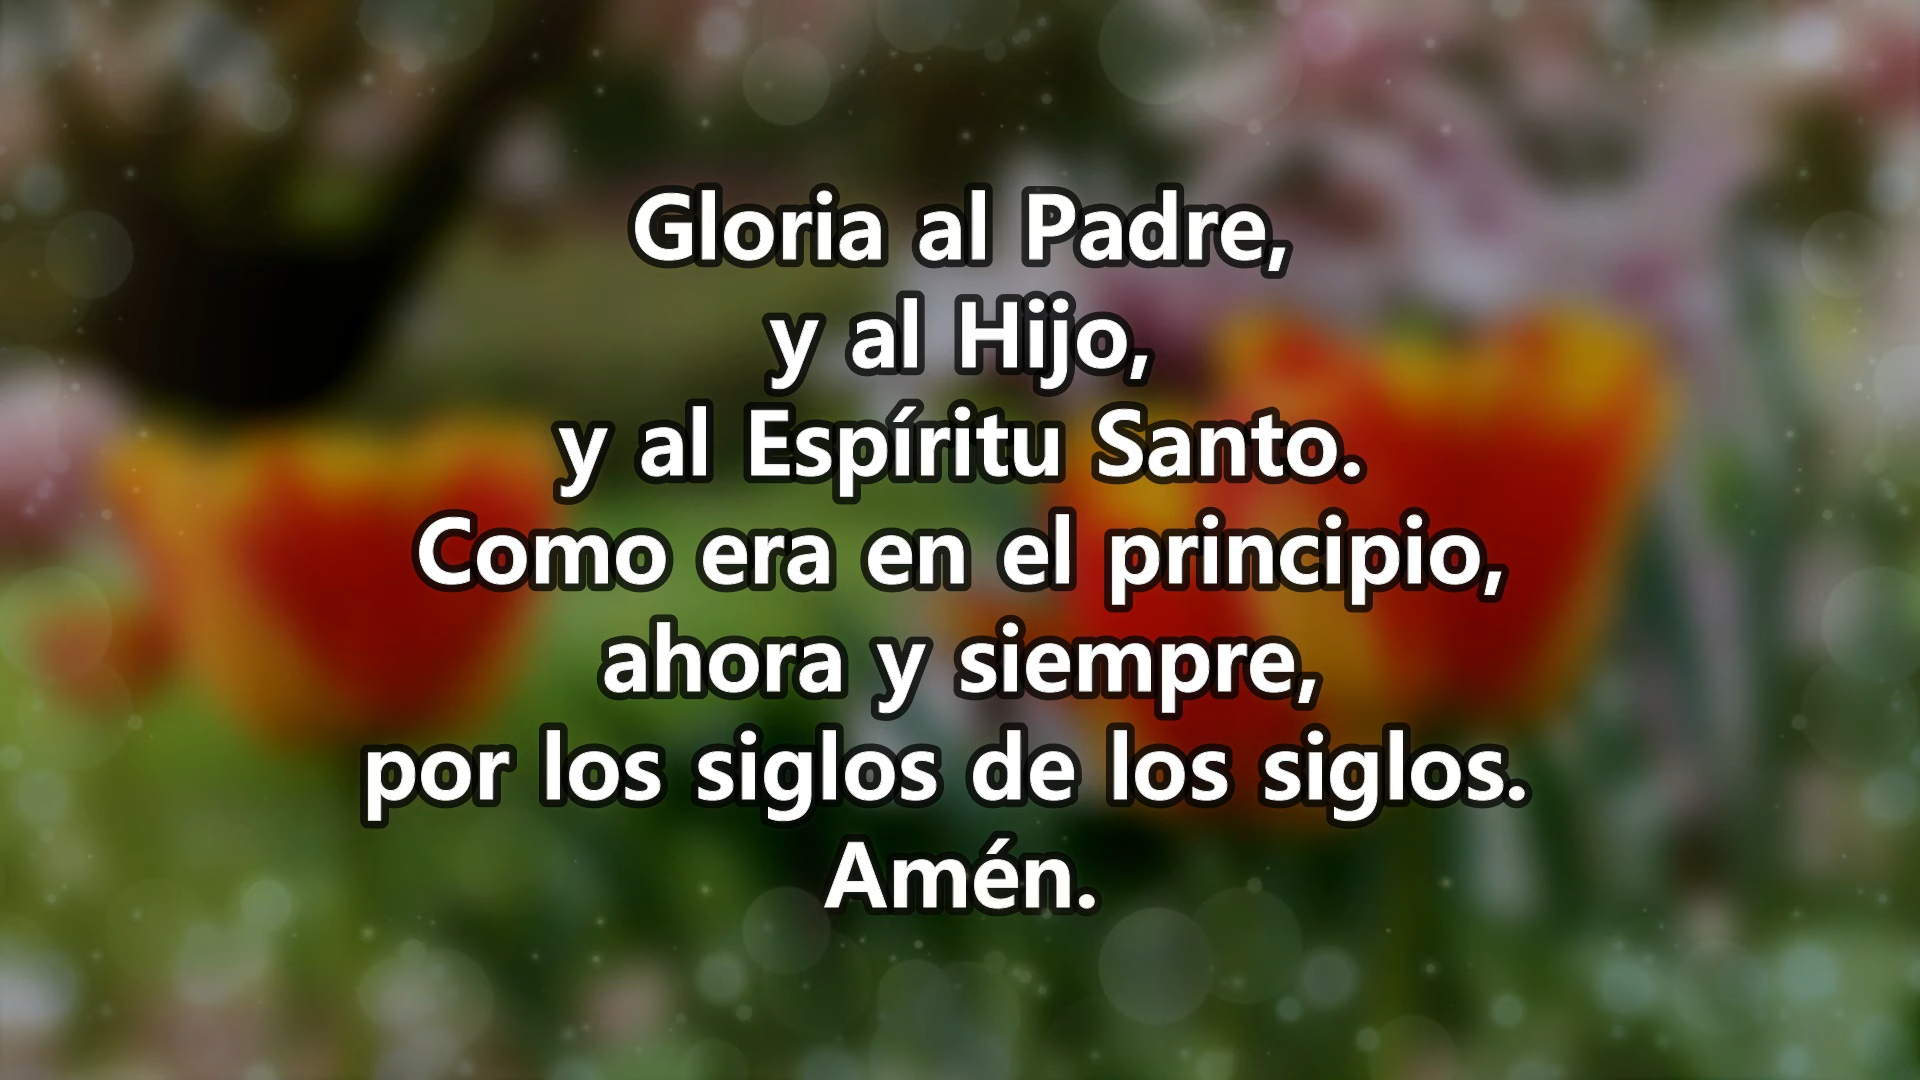 Gloria al Padre,
y al Hijo,
y al Espíritu Santo.
Como era en el principio,
ahora y siempre,
por los siglos de los siglos.
Amén.